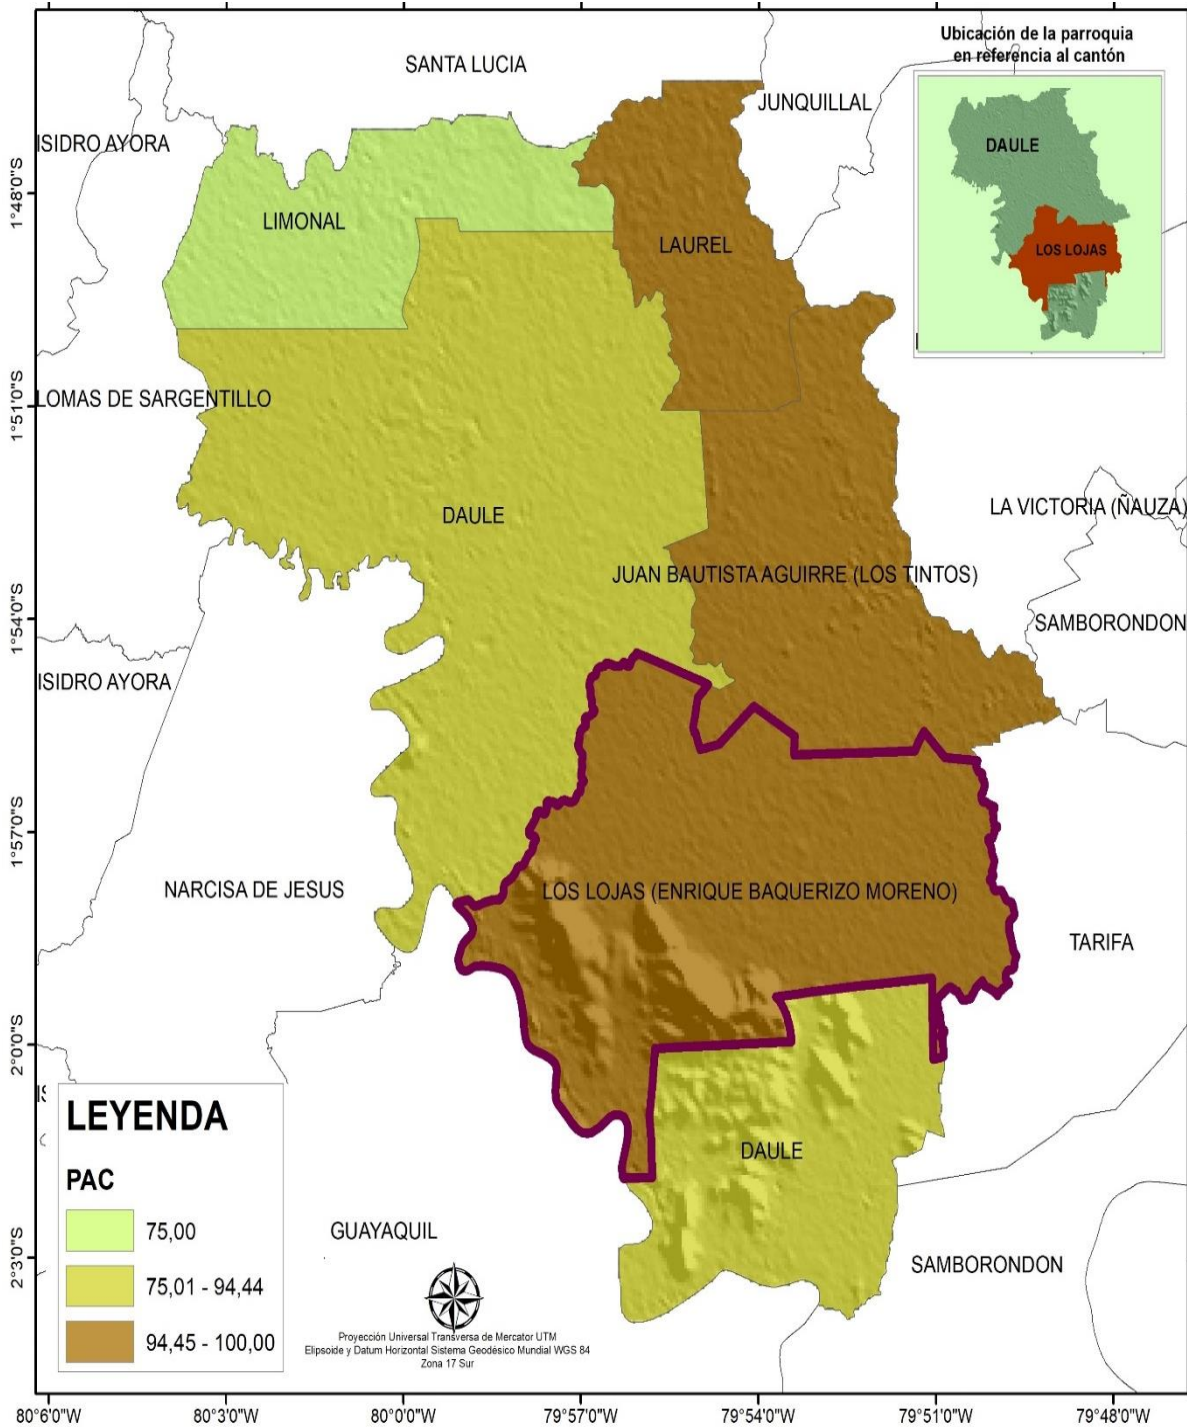 Ubicación de la parroquia
en referencia al cantón
DAULE
LOS LOJAS
SANTA LUCIA
JUNQUILLAL
ISIDRO AYORA
LIMONAL
LAUREL
LOMAS DE SARGENTILLO
DAULE
LA VICTORIA (ÑAUZA)
JUAN BAUTISTA AGUIRRE (LOS TINTOS)
SAMBORONDON
ISIDRO AYORA
NARCISA DE JESUS
LOS LOJAS (ENRIQUE BAQUERIZO MORENO)
TARIFA
DAULE
GUAYAQUIL
SAMBORONDON
LEYENDA
PAC
75,00
75,01 - 94,44
94,45 - 100,00
Proyección Universal Transversa de Mercator UTM
Elipsoide y Datum Horizontal Sistema Geodésico Mundial WGS 84
Zona 17 Sur
1°48'0"S
1°51'0"S
1°54'0"S
1°57'0"S
2°0'0"S
2°3'0"S
80°6'0"W
80°3'0"W
80°0'0"W
79°57'0"W
79°54'0"W
79°51'0"W
79°48'0"W